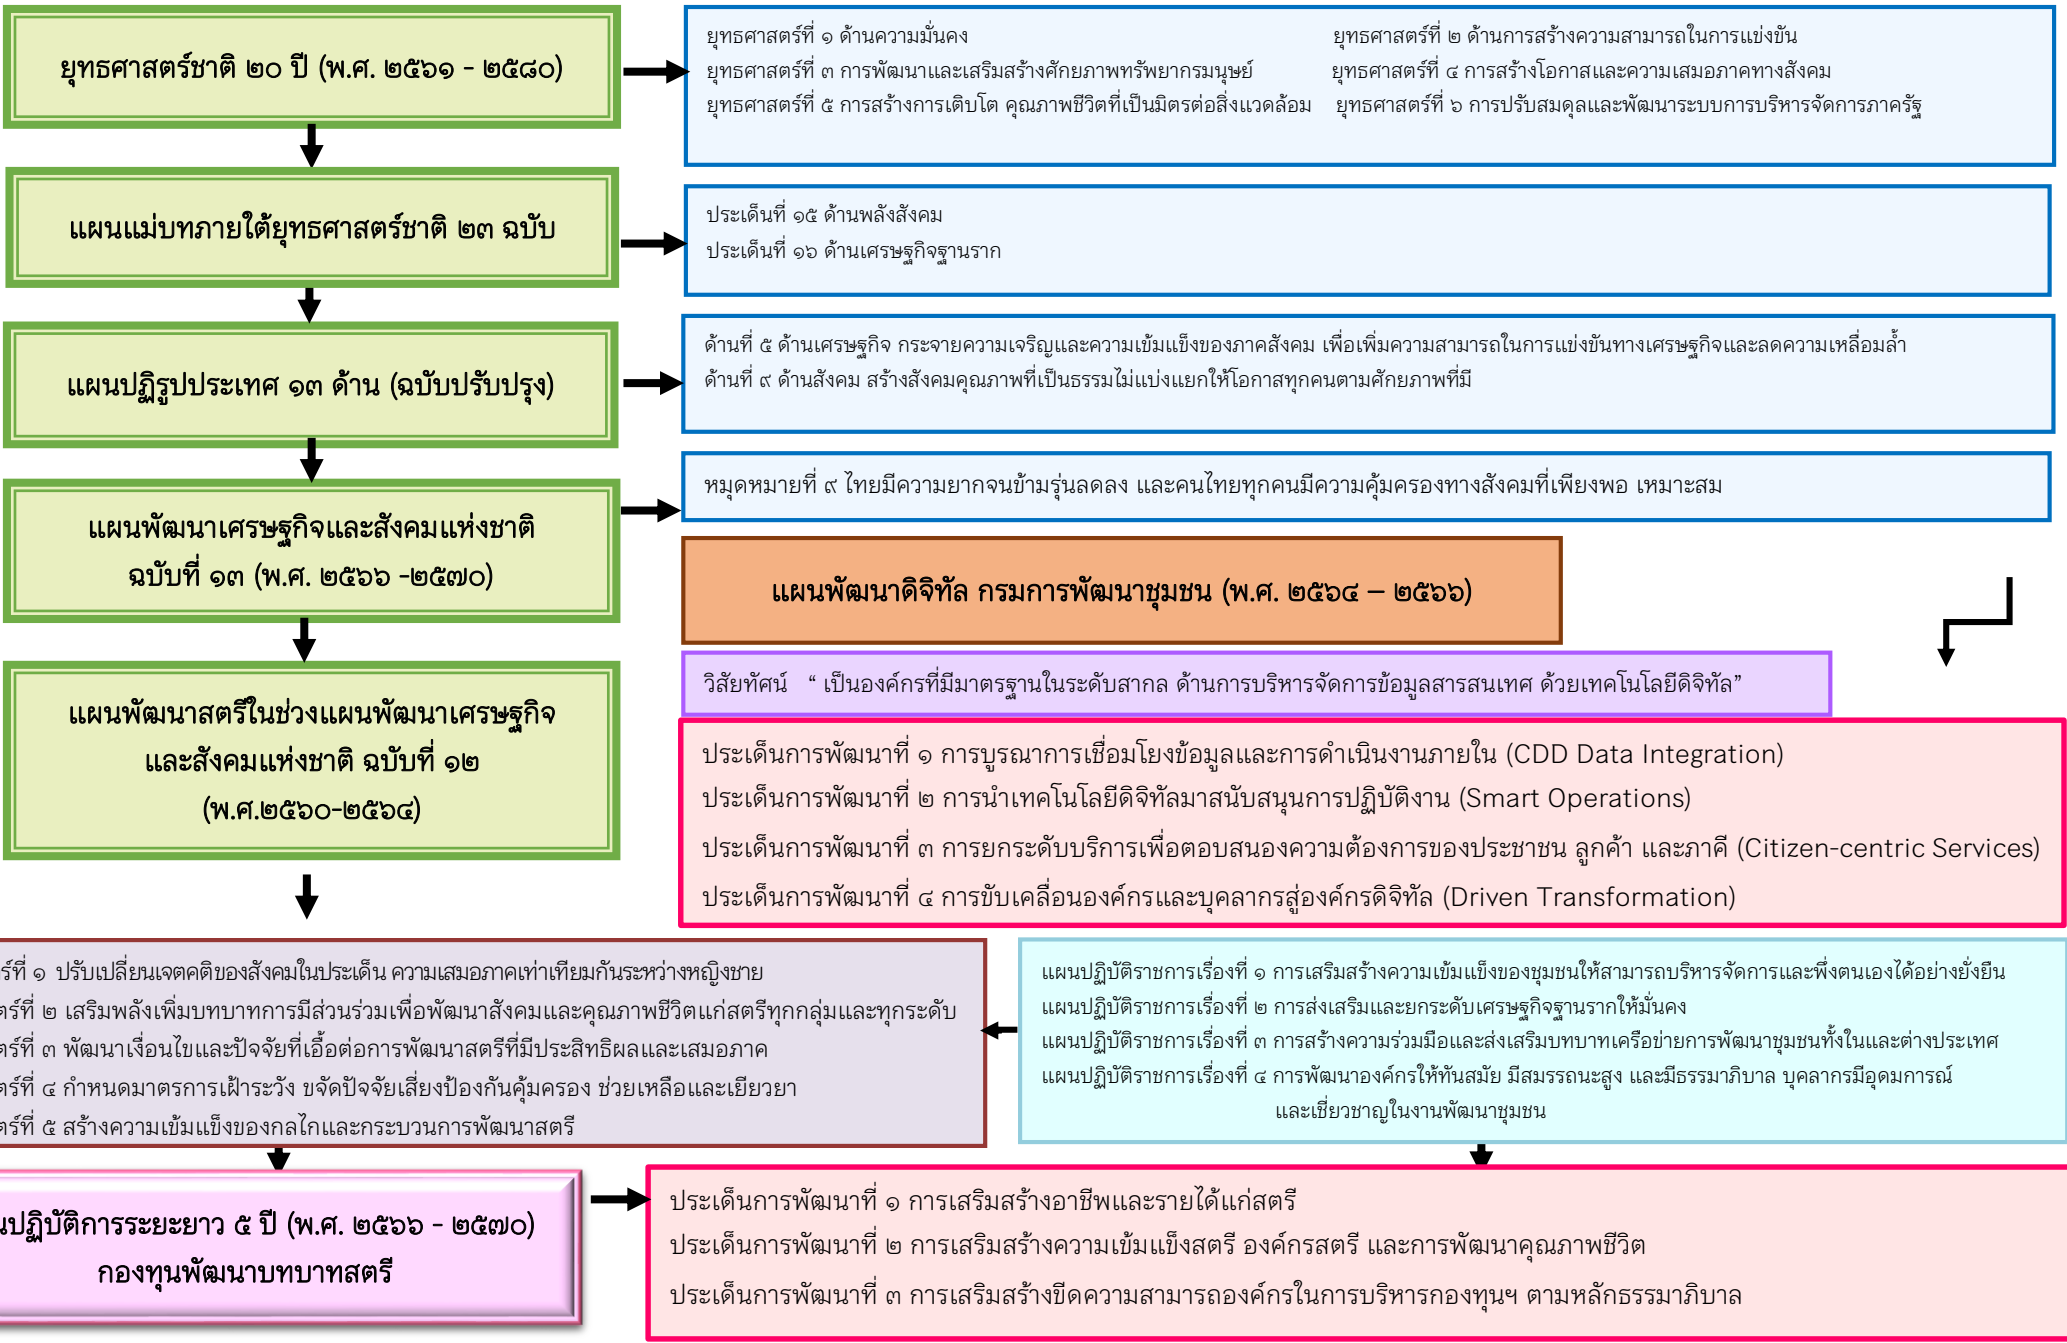 ยุทธศาสตร์ชาติ ๒๐ ปี (พ.ศ. ๒๕๖๑ - ๒๕๘๐)
ยุทธศาสตร์ที่ ๑ ด้านความมั่นคง ยุทธศาสตร์ที่ ๒ ด้านการสร้างความสามารถในการแข่งขัน
ยุทธศาสตร์ที่ ๓ การพัฒนาและเสริมสร้างศักยภาพทรัพยากรมนุษย์ ยุทธศาสตร์ที่ ๔ การสร้างโอกาสและความเสมอภาคทางสังคม
ยุทธศาสตร์ที่ ๕ การสร้างการเติบโต คุณภาพชีวิตที่เป็นมิตรต่อสิ่งแวดล้อม ยุทธศาสตร์ที่ ๖ การปรับสมดุลและพัฒนาระบบการบริหารจัดการภาครัฐ
แผนแม่บทภายใต้ยุทธศาสตร์ชาติ ๒๓ ฉบับ
ประเด็นที่ ๑๕ ด้านพลังสังคม
ประเด็นที่ ๑๖ ด้านเศรษฐกิจฐานราก
แผนปฏิรูปประเทศ ๑๓ ด้าน (ฉบับปรับปรุง)
ด้านที่ ๕ ด้านเศรษฐกิจ กระจายความเจริญและความเข้มแข็งของภาคสังคม เพื่อเพิ่มความสามารถในการแข่งขันทางเศรษฐกิจและลดความเหลื่อมล้ำ
ด้านที่ ๙ ด้านสังคม สร้างสังคมคุณภาพที่เป็นธรรมไม่แบ่งแยกให้โอกาสทุกคนตามศักยภาพที่มี
แผนพัฒนาเศรษฐกิจและสังคมแห่งชาติ
ฉบับที่ ๑๓ (พ.ศ. ๒๕๖๖ -๒๕๗๐)
หมุดหมายที่ ๙ ไทยมีความยากจนข้ามรุ่นลดลง และคนไทยทุกคนมีความคุ้มครองทางสังคมที่เพียงพอ เหมาะสม
แผนพัฒนาดิจิทัล กรมการพัฒนาชุมชน (พ.ศ. ๒๕๖๔ – ๒๕๖๖)
วิสัยทัศน์ “ เป็นองค์กรที่มีมาตรฐานในระดับสากล ด้านการบริหารจัดการข้อมูลสารสนเทศ ด้วยเทคโนโลยีดิจิทัล”
แผนพัฒนาสตรีในช่วงแผนพัฒนาเศรษฐกิจ
และสังคมแห่งชาติ ฉบับที่ ๑๒
(พ.ศ.๒๕๖๐-๒๕๖๔)
ประเด็นการพัฒนาที่ ๑ การบูรณาการเชื่อมโยงข้อมูลและการดำเนินงานภายใน (CDD Data Integration)
ประเด็นการพัฒนาที่ ๒ การนำเทคโนโลยีดิจิทัลมาสนับสนุนการปฏิบัติงาน (Smart Operations)
ประเด็นการพัฒนาที่ ๓ การยกระดับบริการเพื่อตอบสนองความต้องการของประชาชน ลูกค้า และภาคี (Citizen-centric Services)
ประเด็นการพัฒนาที่ ๔ การขับเคลื่อนองค์กรและบุคลากรสู่องค์กรดิจิทัล (Driven Transformation)
ร์ที่ ๑ ปรับเปลี่ยนเจตคติของสังคมในประเด็น ความเสมอภาคเท่าเทียมกันระหว่างหญิงชาย
ตร์ที่ ๒ เสริมพลังเพิ่มบทบาทการมีส่วนร่วมเพื่อพัฒนาสังคมและคุณภาพชีวิตแก่สตรีทุกกลุ่มและทุกระดับ
ตร์ที่ ๓ พัฒนาเงื่อนไขและปัจจัยที่เอื้อต่อการพัฒนาสตรีที่มีประสิทธิผลและเสมอภาค
ตร์ที่ ๔ กำหนดมาตรการเฝ้าระวัง ขจัดปัจจัยเสี่ยงป้องกันคุ้มครอง ช่วยเหลือและเยียวยา
ตร์ที่ ๕ สร้างความเข้มแข็งของกลไกและกระบวนการพัฒนาสตรี
แผนปฏิบัติราชการเรื่องที่ ๑ การเสริมสร้างความเข้มแข็งของชุมชนให้สามารถบริหารจัดการและพึ่งตนเองได้อย่างยั่งยืน
แผนปฏิบัติราชการเรื่องที่ ๒ การส่งเสริมและยกระดับเศรษฐกิจฐานรากให้มั่นคง
แผนปฏิบัติราชการเรื่องที่ ๓ การสร้างความร่วมมือและส่งเสริมบทบาทเครือข่ายการพัฒนาชุมชนทั้งในและต่างประเทศ
แผนปฏิบัติราชการเรื่องที่ ๔ การพัฒนาองค์กรให้ทันสมัย มีสมรรถนะสูง และมีธรรมาภิบาล บุคลากรมีอุดมการณ์
และเชี่ยวชาญในงานพัฒนาชุมชน
นปฏิบัติการระยะยาว ๕ ปี (พ.ศ. ๒๕๖๖ - ๒๕๗๐)
กองทุนพัฒนาบทบาทสตรี
ประเด็นการพัฒนาที่ ๑ การเสริมสร้างอาชีพและรายได้แก่สตรี
ประเด็นการพัฒนาที่ ๒ การเสริมสร้างความเข้มแข็งสตรี องค์กรสตรี และการพัฒนาคุณภาพชีวิต
ประเด็นการพัฒนาที่ ๓ การเสริมสร้างขีดความสามารถองค์กรในการบริหารกองทุนฯ ตามหลักธรรมาภิบาล